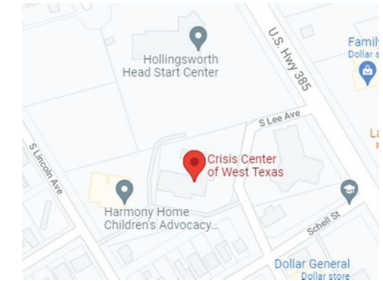 U.S. Hwy 385
Hollingsworth
Head Start Center
Family
Dollar s
S Lee Ave
La
S Lincoln Ave
Crisis Center
of West Texas
Harmony Home
Children's Advocacy...
Schell St
Dollar General
Dollar store